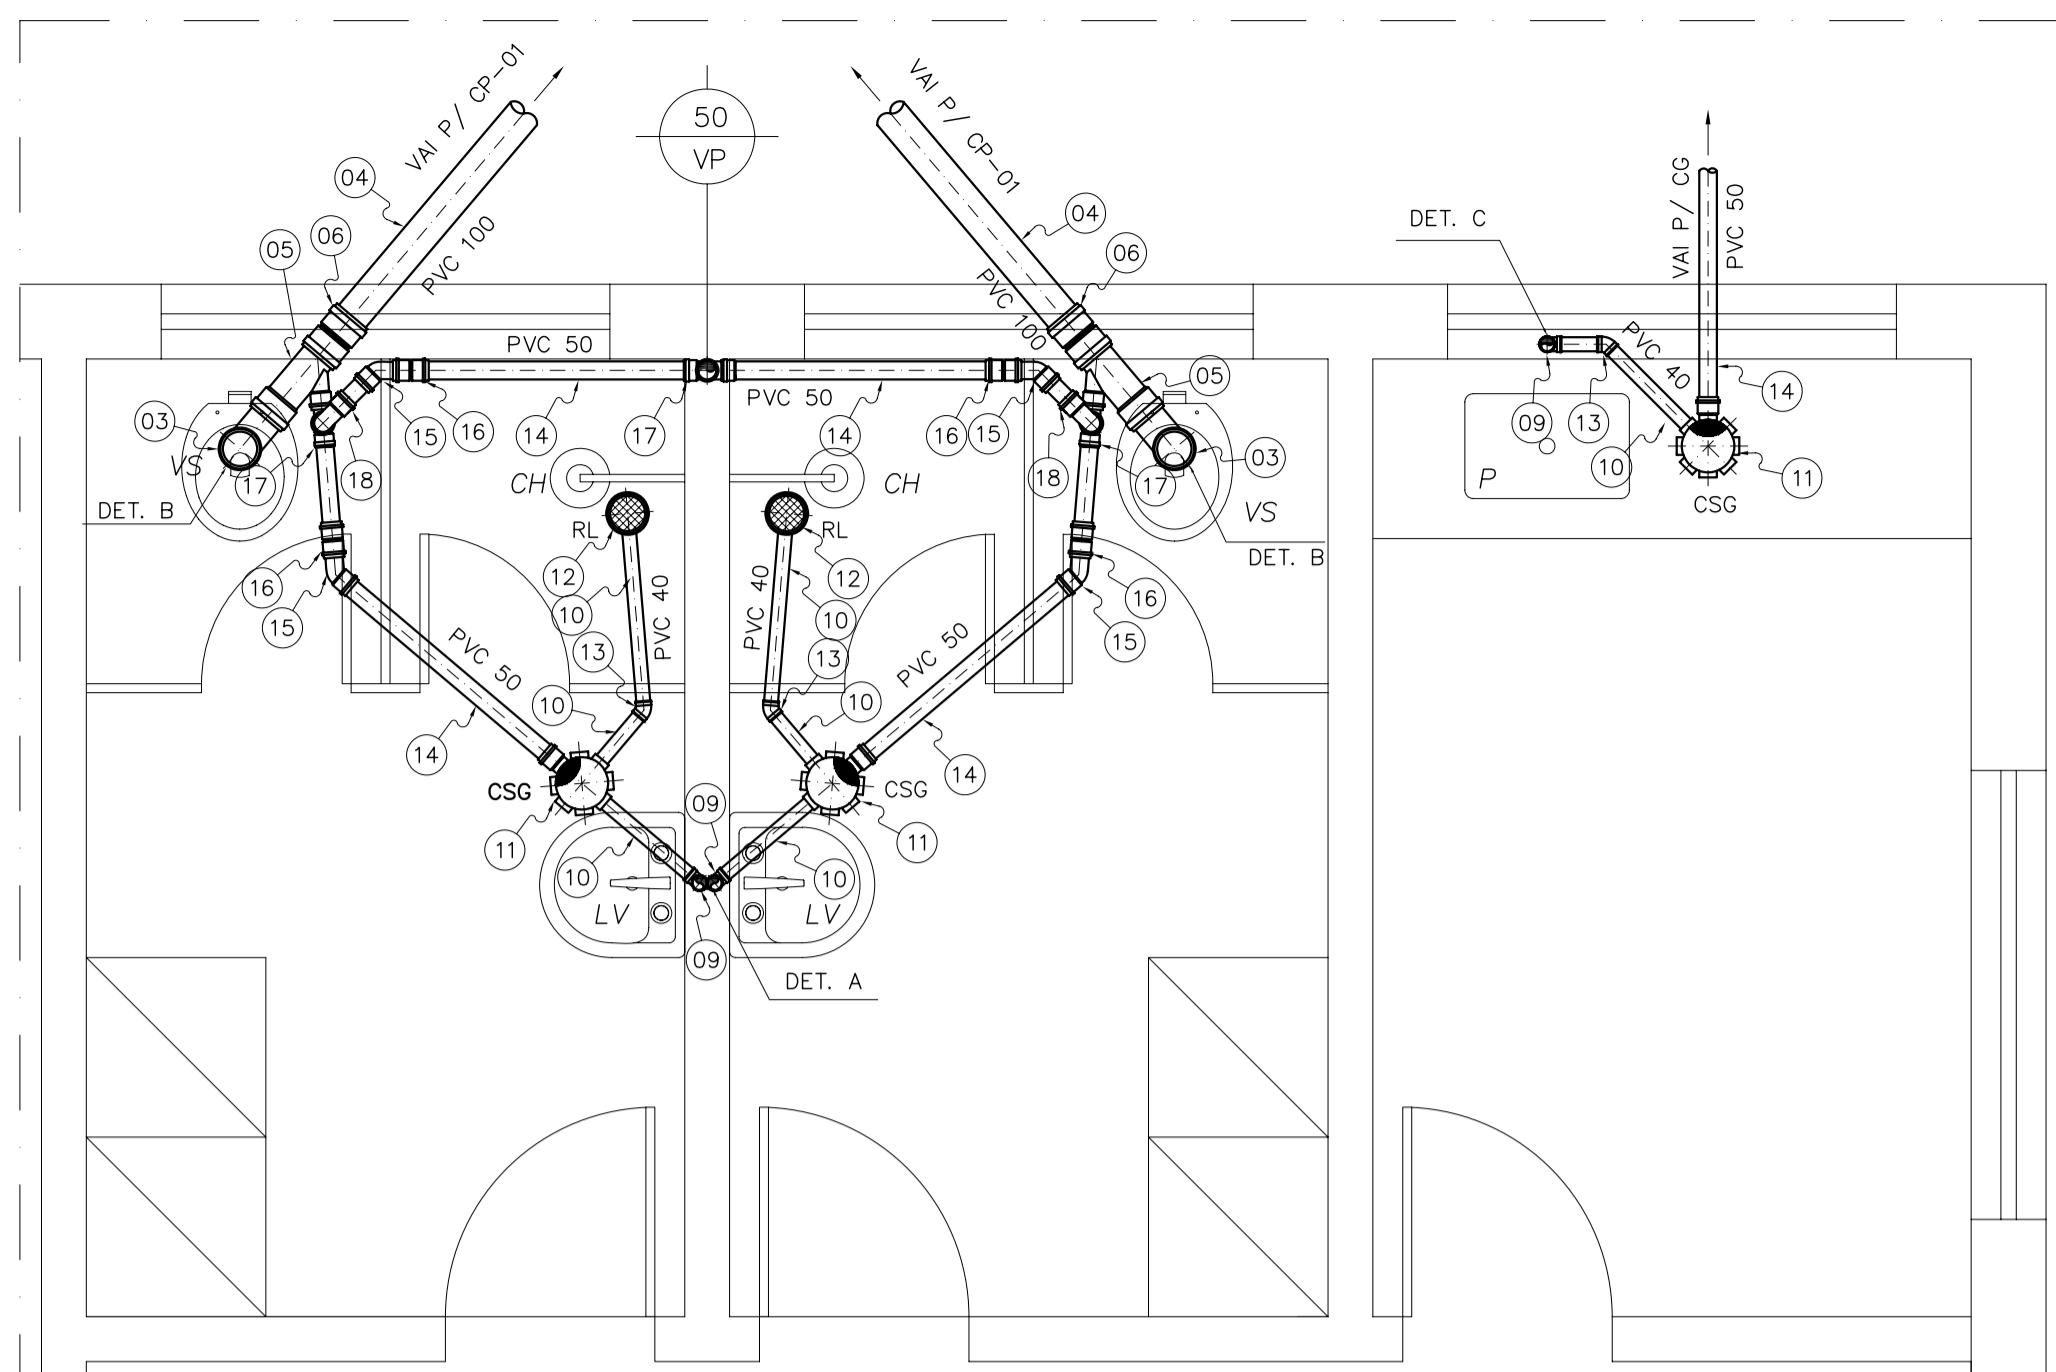 VAI P/ CP-01
50
VP
VAI P/ CP-01
04
PVC 100
06
05
04
06
PVC 100
DET. C
VAI P/ CG
PVC 50
PVC 50
PVC 50
PVC 40
05
03
VS
17
18
15
16
14
17
14
16
15
18
17
03
09
13
10
14
11
P
CSG
DET. B
CH
CH
VS
DET. B
RL
RL
12
12
16
15
10
PVC 40
PVC 40
10
16
15
13
13
PVC 50
PVC 50
10
10
14
14
CSG
CSG
09
11
11
10
10
LV
LV
09
DET. A